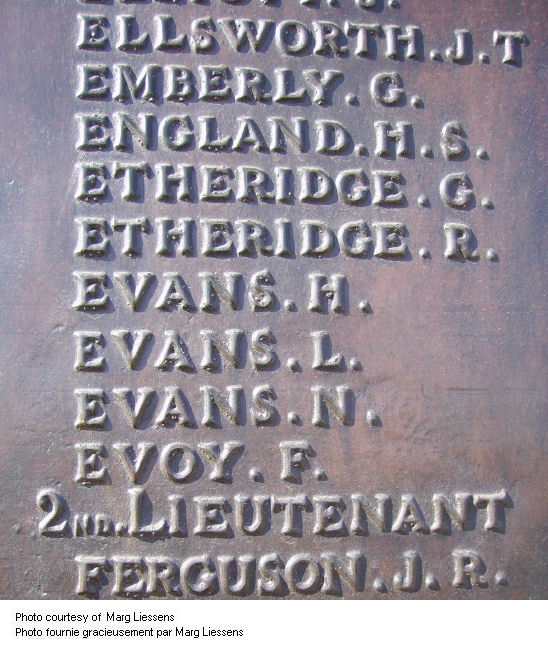 ELLIOTT. J.
ELLSWORTH. J. T
EMBERLY. G.
ENGLAND. H. S.
ETHERIDGE. G.
ETHERIDGE. R.
EVANS. H.
EVANS. L.
EVANS. N.
EVOY. F.
2ND. LIEUTENANT
FERGUSON. J. R.
Photo courtesy of Marg Liessens
Photo fournie gracieusement par Marg Liessens